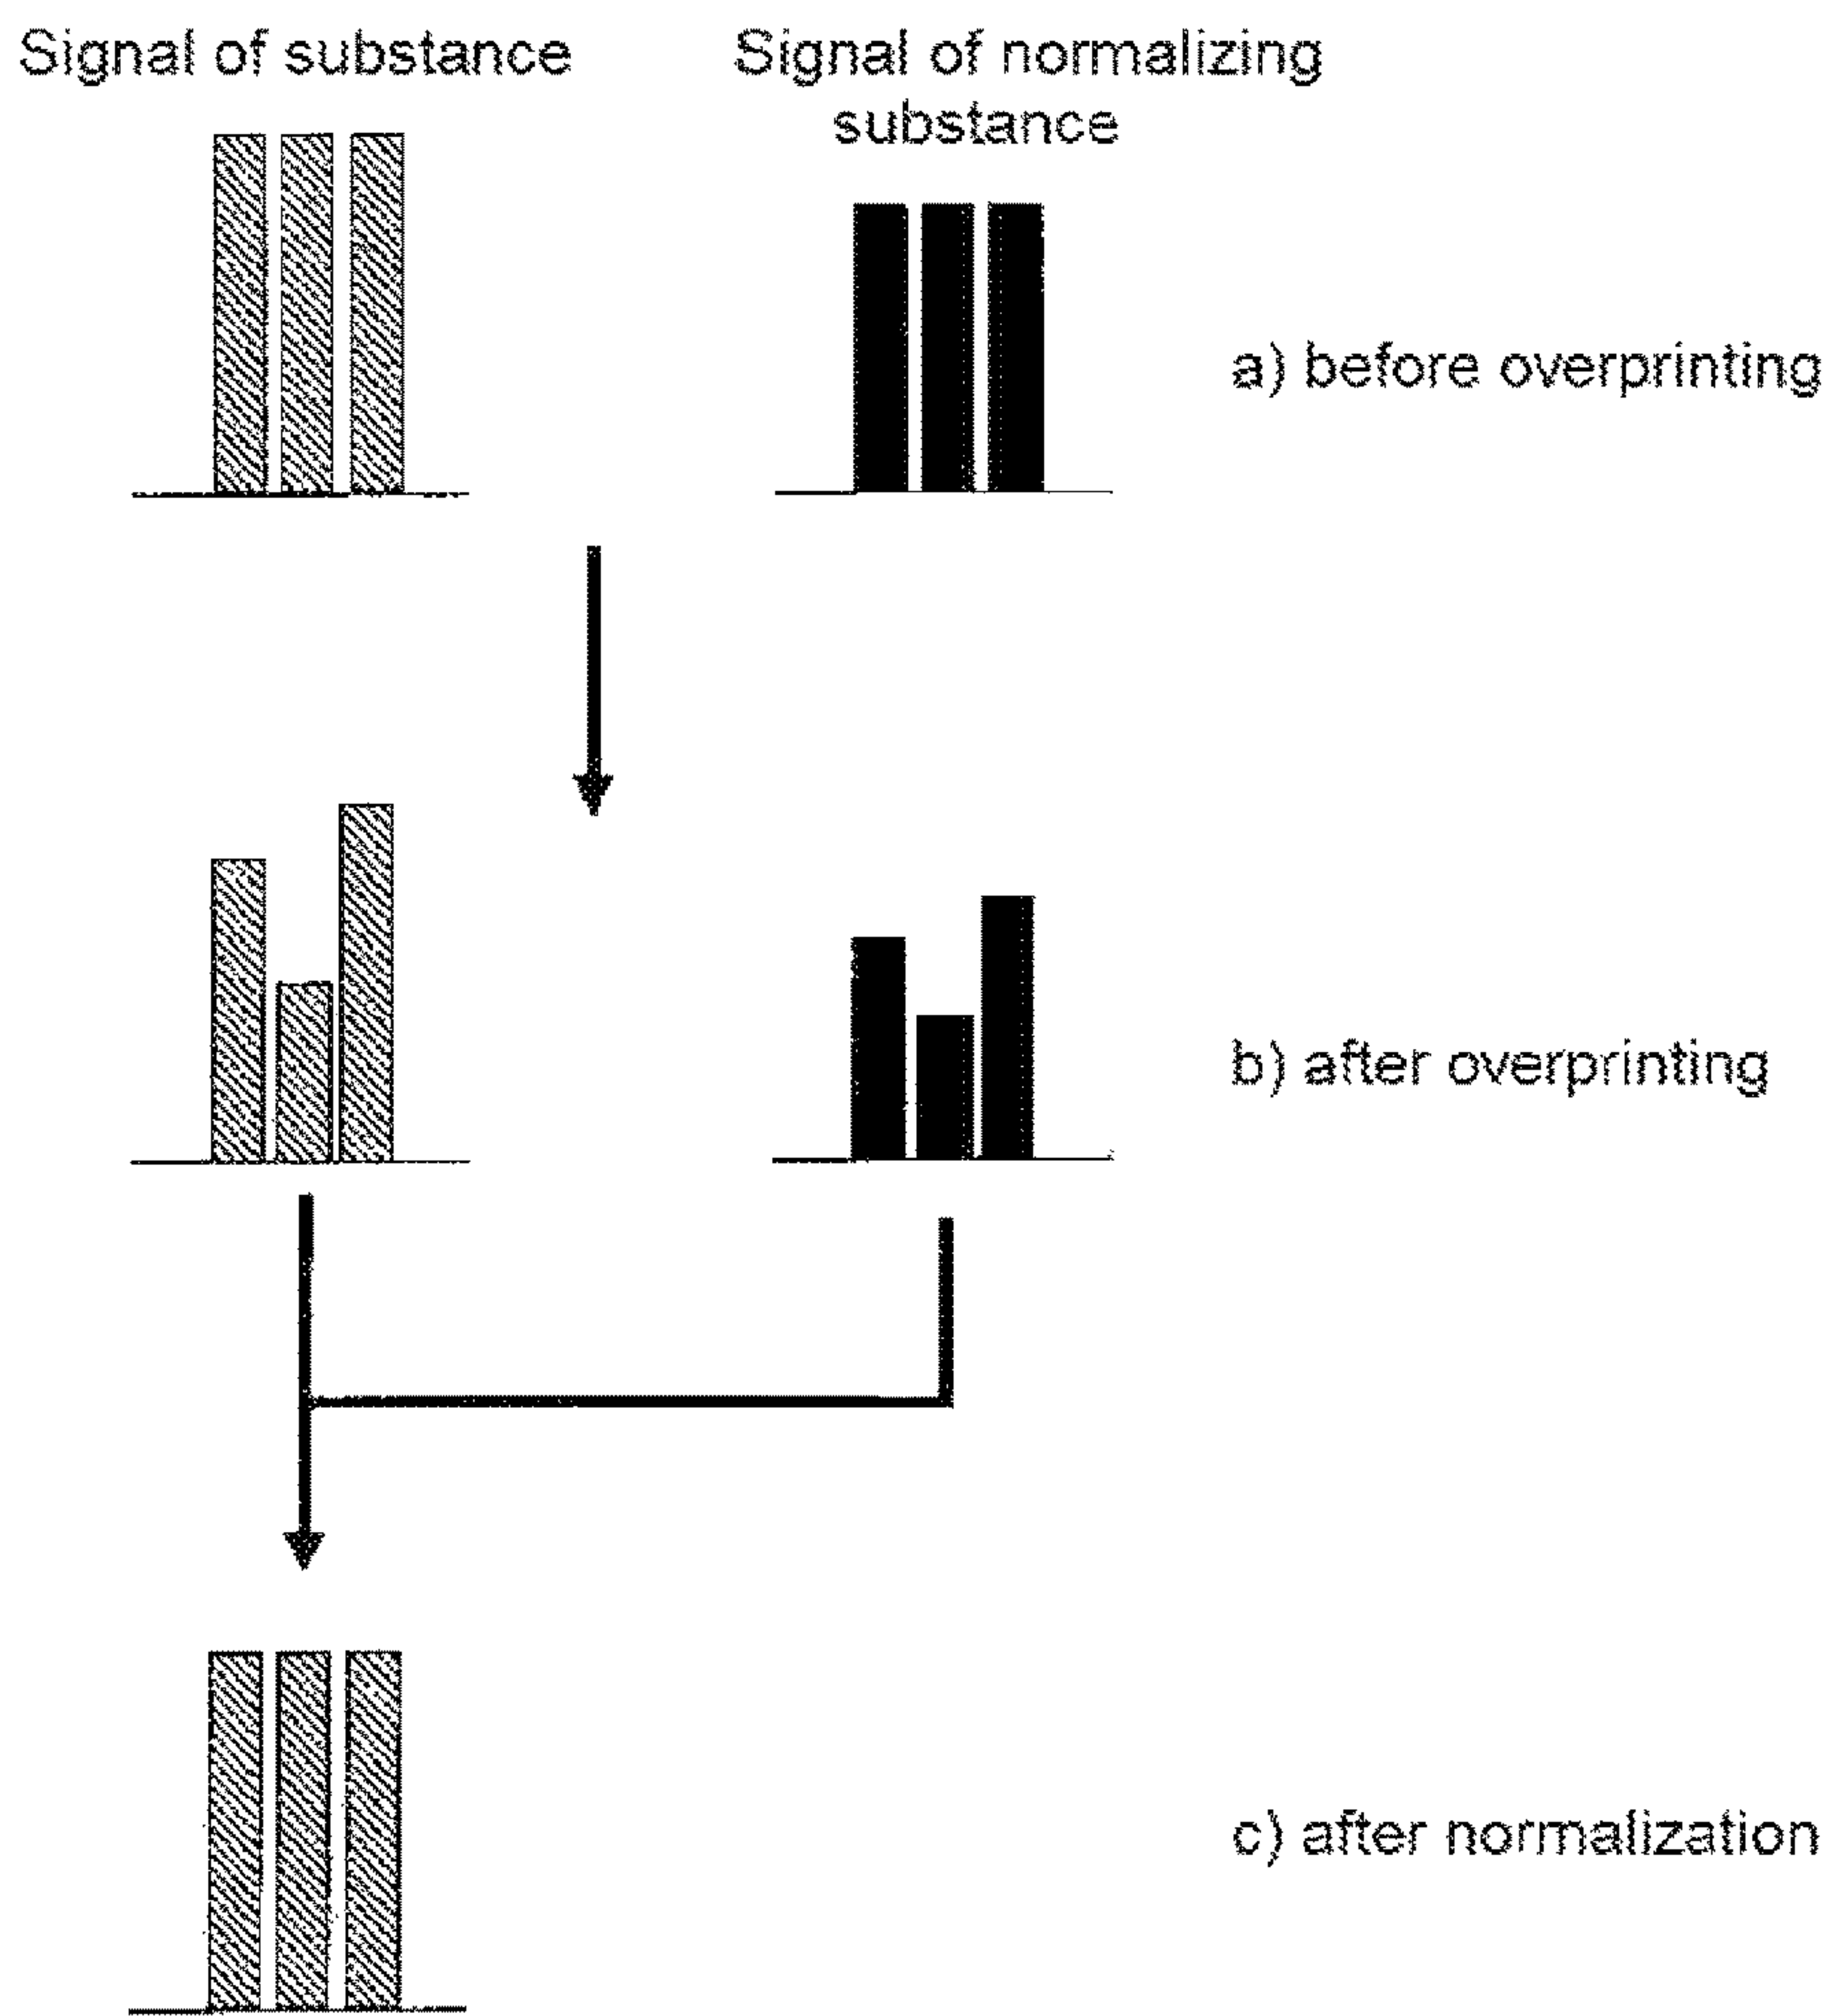 Signal of substance
Signal of normalizing
substance
a) before overprinting
b) after overprinting
c) after normalization